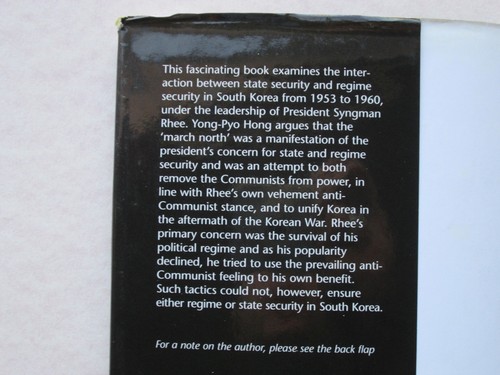 This fascinating book examines the inter-
action between state security and regime
security in South Korea from 1953 to 1960,
under the leadership of President Syngman
Rhee. Yong-Pyo Hong argues that the
'march north' was a manifestation of the
president's concern for state and regime
security and was an attempt to both
remove the Communists from power, in
line with Rhee's own vehement anti-
Communist stance, and to unify Korea in
the aftermath of the Korean War. Rhee's
primary concern was the survival of his
political regime and as his popularity
declined, he tried to use the prevailing anti-
Communist feeling to his own benefit.
Such tactics could not, however, ensure
either regime or state security in South Korea.
For a note on the author, please see the back flap